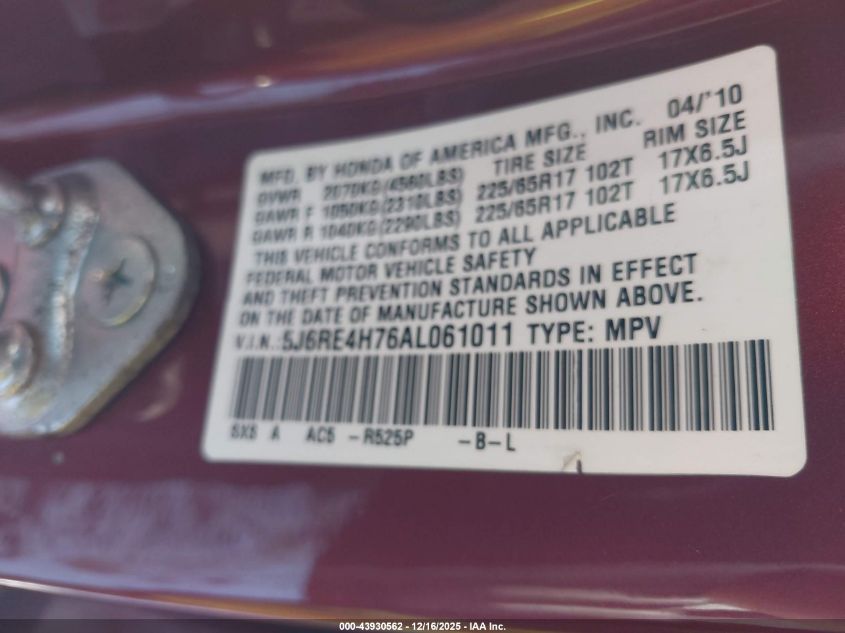 MFD. BY HONDA OF AMERICA MFG., INC. 04/'10
GVWR 2070KG(4560LBS) TIRE SIZE RIM SIZE
GAWR F 1050KG(2310LBS) 225/65R17 102T 17X6.5J
GAWR R 1040KG(2290LBS) 225/65R17 102T 17X6.5J
THIS VEHICLE CONFORMS TO ALL APPLICABLE
FEDERAL MOTOR VEHICLE SAFETY
AND THEFT PREVENTION STANDARDS IN EFFECT
ON THE DATE OF MANUFACTURE SHOWN ABOVE.
V.I.N.:5J6RE4H76AL061011 TYPE: MPV
SXS A AC5 -R525P -B-L
000-43930562 - 12/16/2025 - IAA Inc.